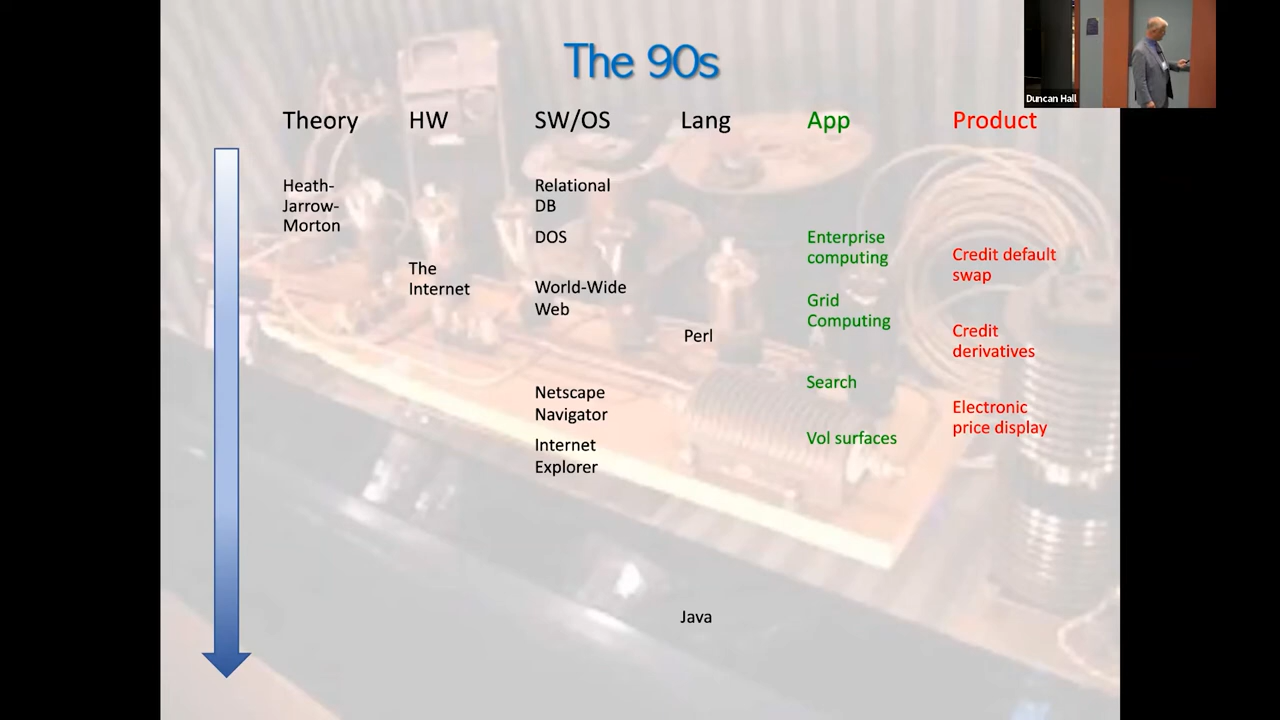 The 90s
Duncan Hall
Theory
HW
SW/OS
Lang
App
Product
Heath-
Jarrow-
Morton
The
Internet
Relational
DB
DOS
World-Wide
Web
Netscape
Navigator
Internet
Explorer
Perl
Java
Enterprise
computing
Grid
Computing
Search
Vol surfaces
Credit default
swap
Credit
derivatives
Electronic
price display